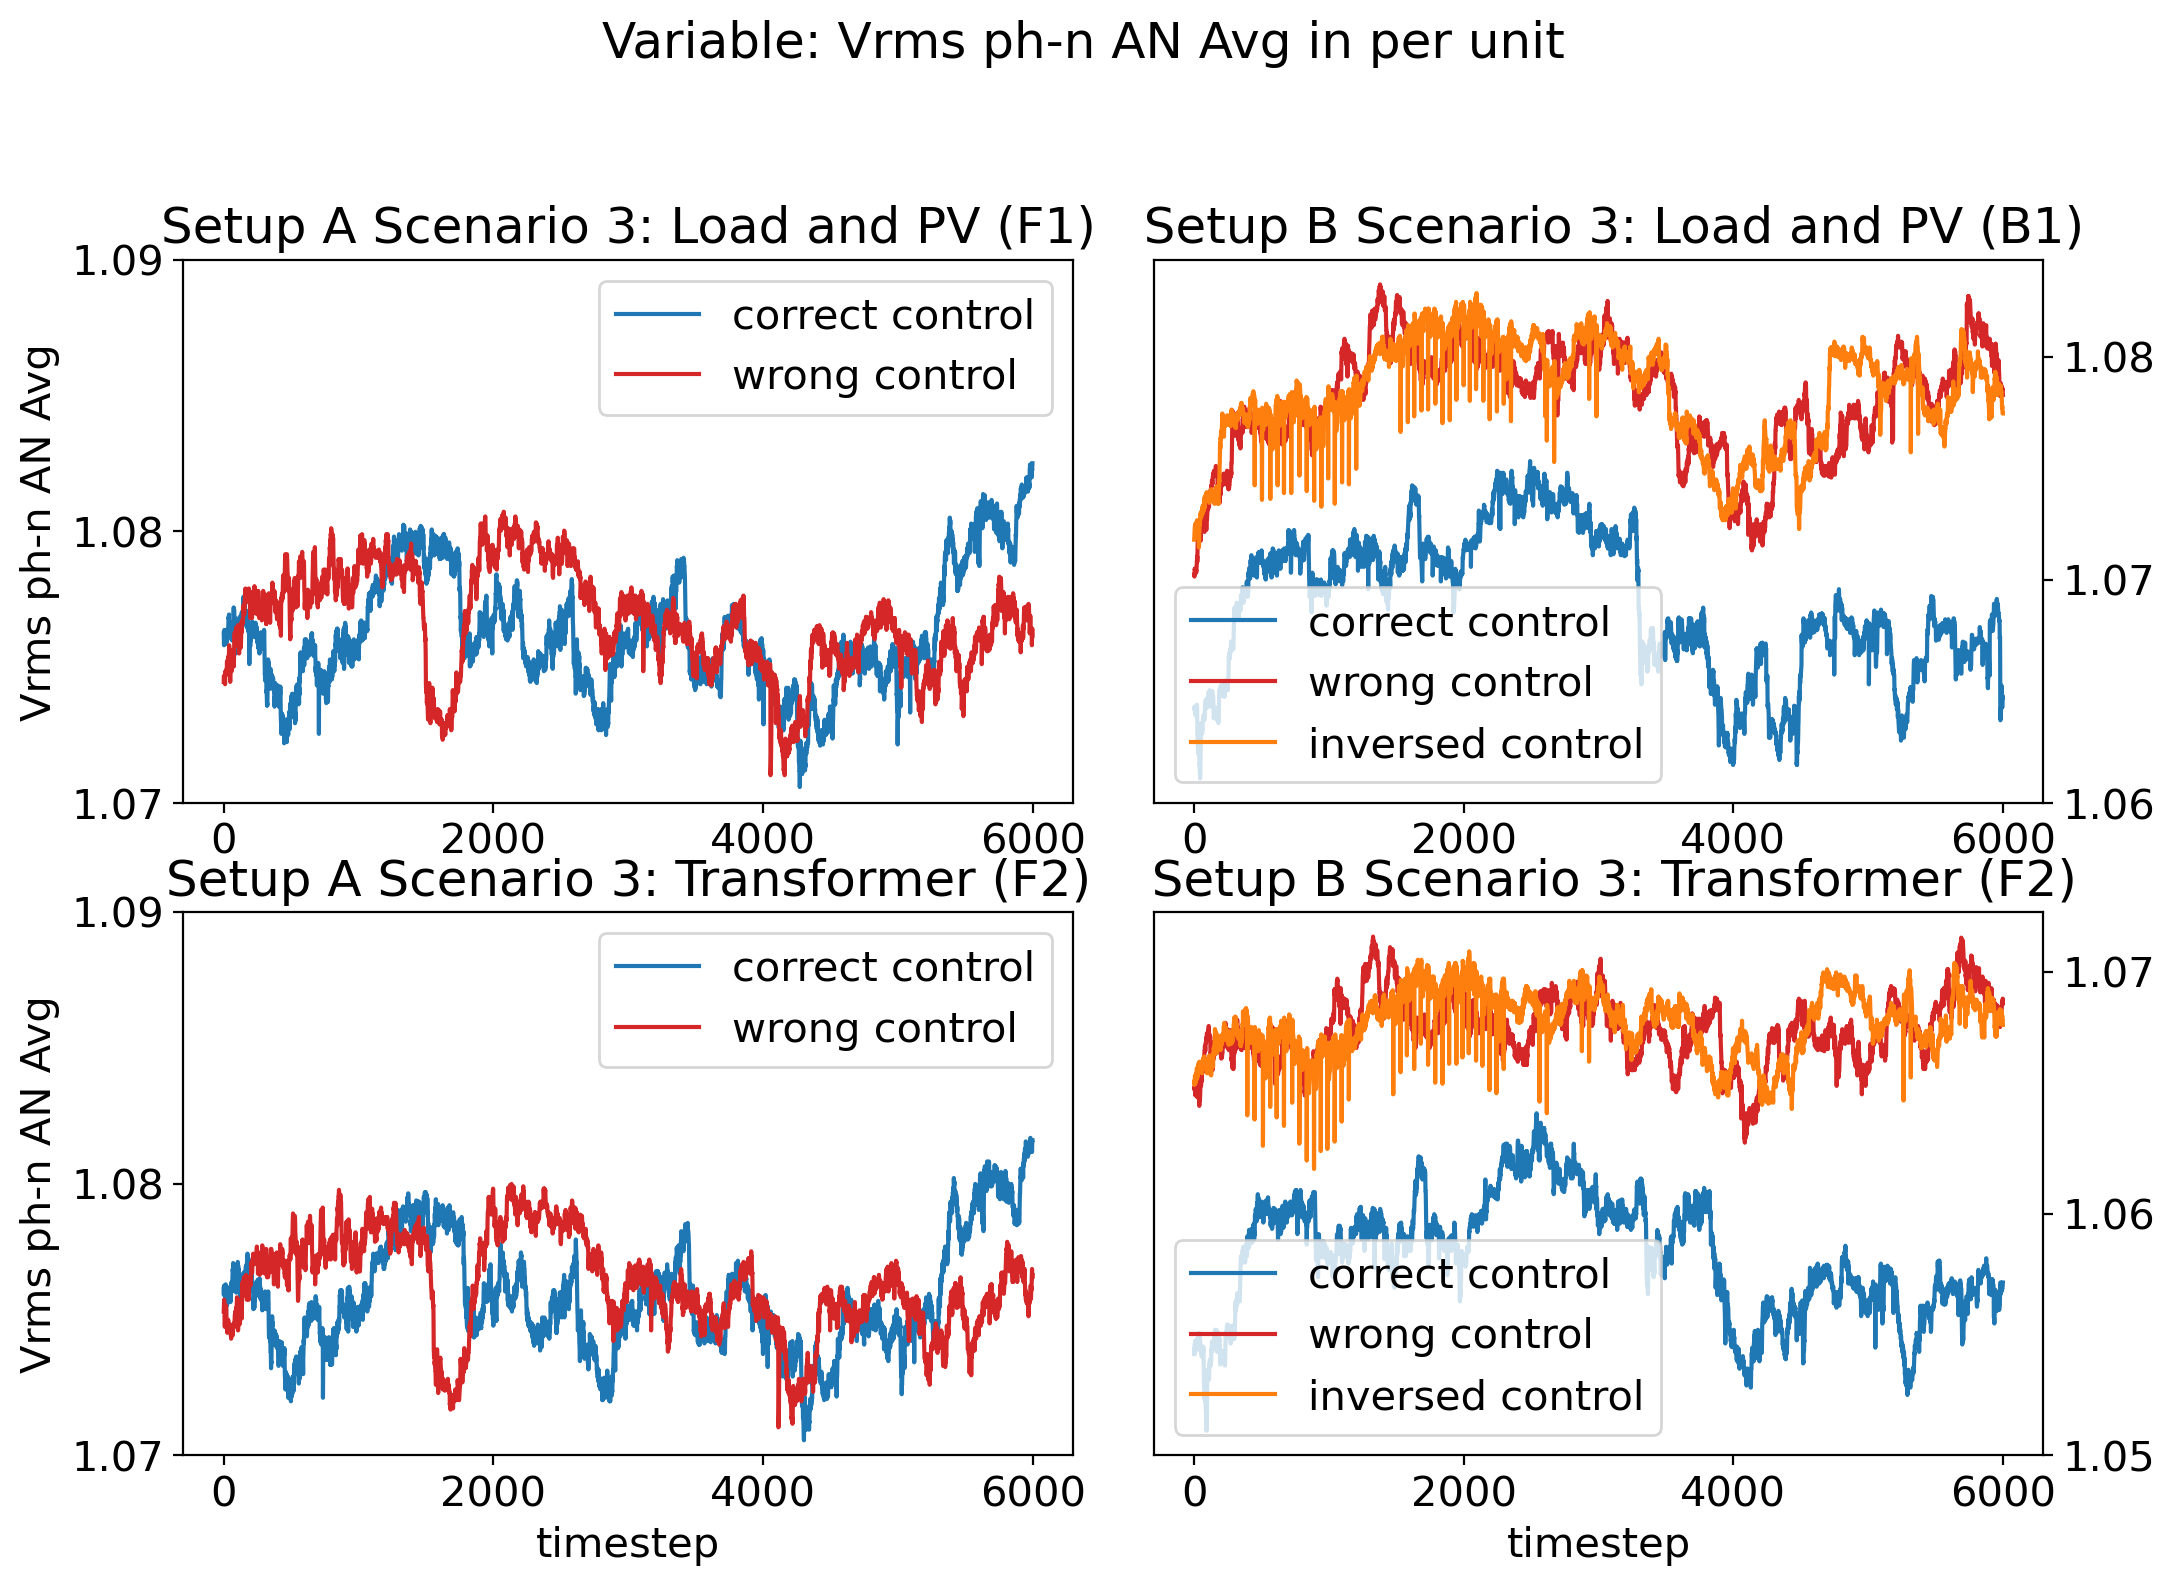 Variable: Vrms ph-n AN Avg in per unit
Setup A Scenario 3: Load and PV (F1)
1.09
1.08
1.07
Vrms ph-n AN Avg
correct control
wrong control
0 2000 4000 6000
Setup B Scenario 3: Load and PV (B1)
1.08
1.07
1.06
correct control
wrong control
inversed control
0 2000 4000 6000
Setup A Scenario 3: Transformer (F2)
1.09
1.08
1.07
Vrms ph-n AN Avg
correct control
wrong control
0 2000 4000 6000
timestep
Setup B Scenario 3: Transformer (F2)
1.07
1.06
1.05
correct control
wrong control
inversed control
0 2000 4000 6000
timestep